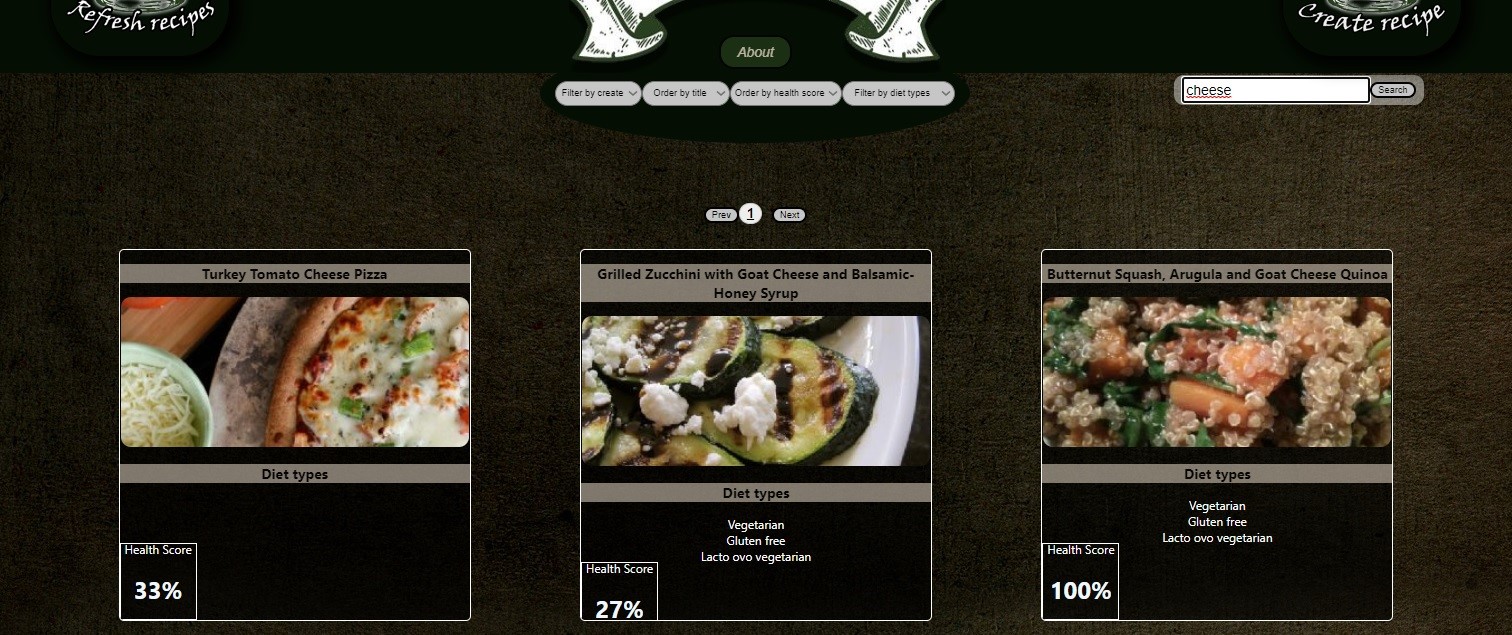 Refresh recipes
Create recipe
About
Filter by create
Order by title
Order by health score
Filter by diet types
cheese
Search
Prev
1
Next
Turkey Tomato Cheese Pizza
Diet types
Health Score
33%
Grilled Zucchini with Goat Cheese and Balsamic-
Honey Syrup
Diet types
Vegetarian
Gluten free
Lacto ovo vegetarian
Health Score
27%
Butternut Squash, Arugula and Goat Cheese Quinoa
Diet types
Vegetarian
Gluten free
Lacto ovo vegetarian
Health Score
100%